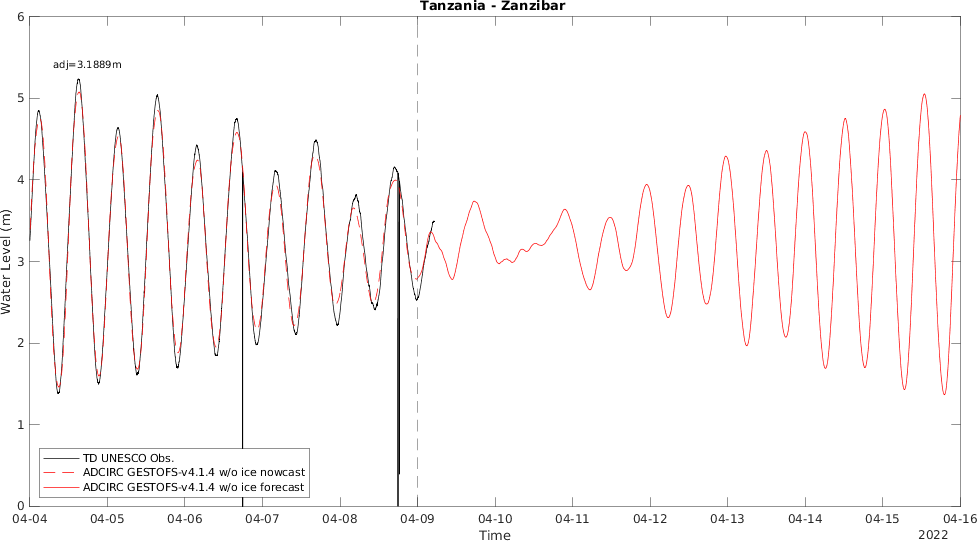 Tanzania - Zanzibar
6
adj=3.1889m
5
4
3
2
1
0
Water Level (m)
TD UNESCO Obs.
ADCIRC GESTOFS-v4.1.4 w/o ice nowcast
ADCIRC GESTOFS-v4.1.4 w/o ice forecast
04-04 04-05 04-06 04-07 04-08 04-09 04-10 04-11 04-12 04-13 04-14 04-15 04-16
Time
2022